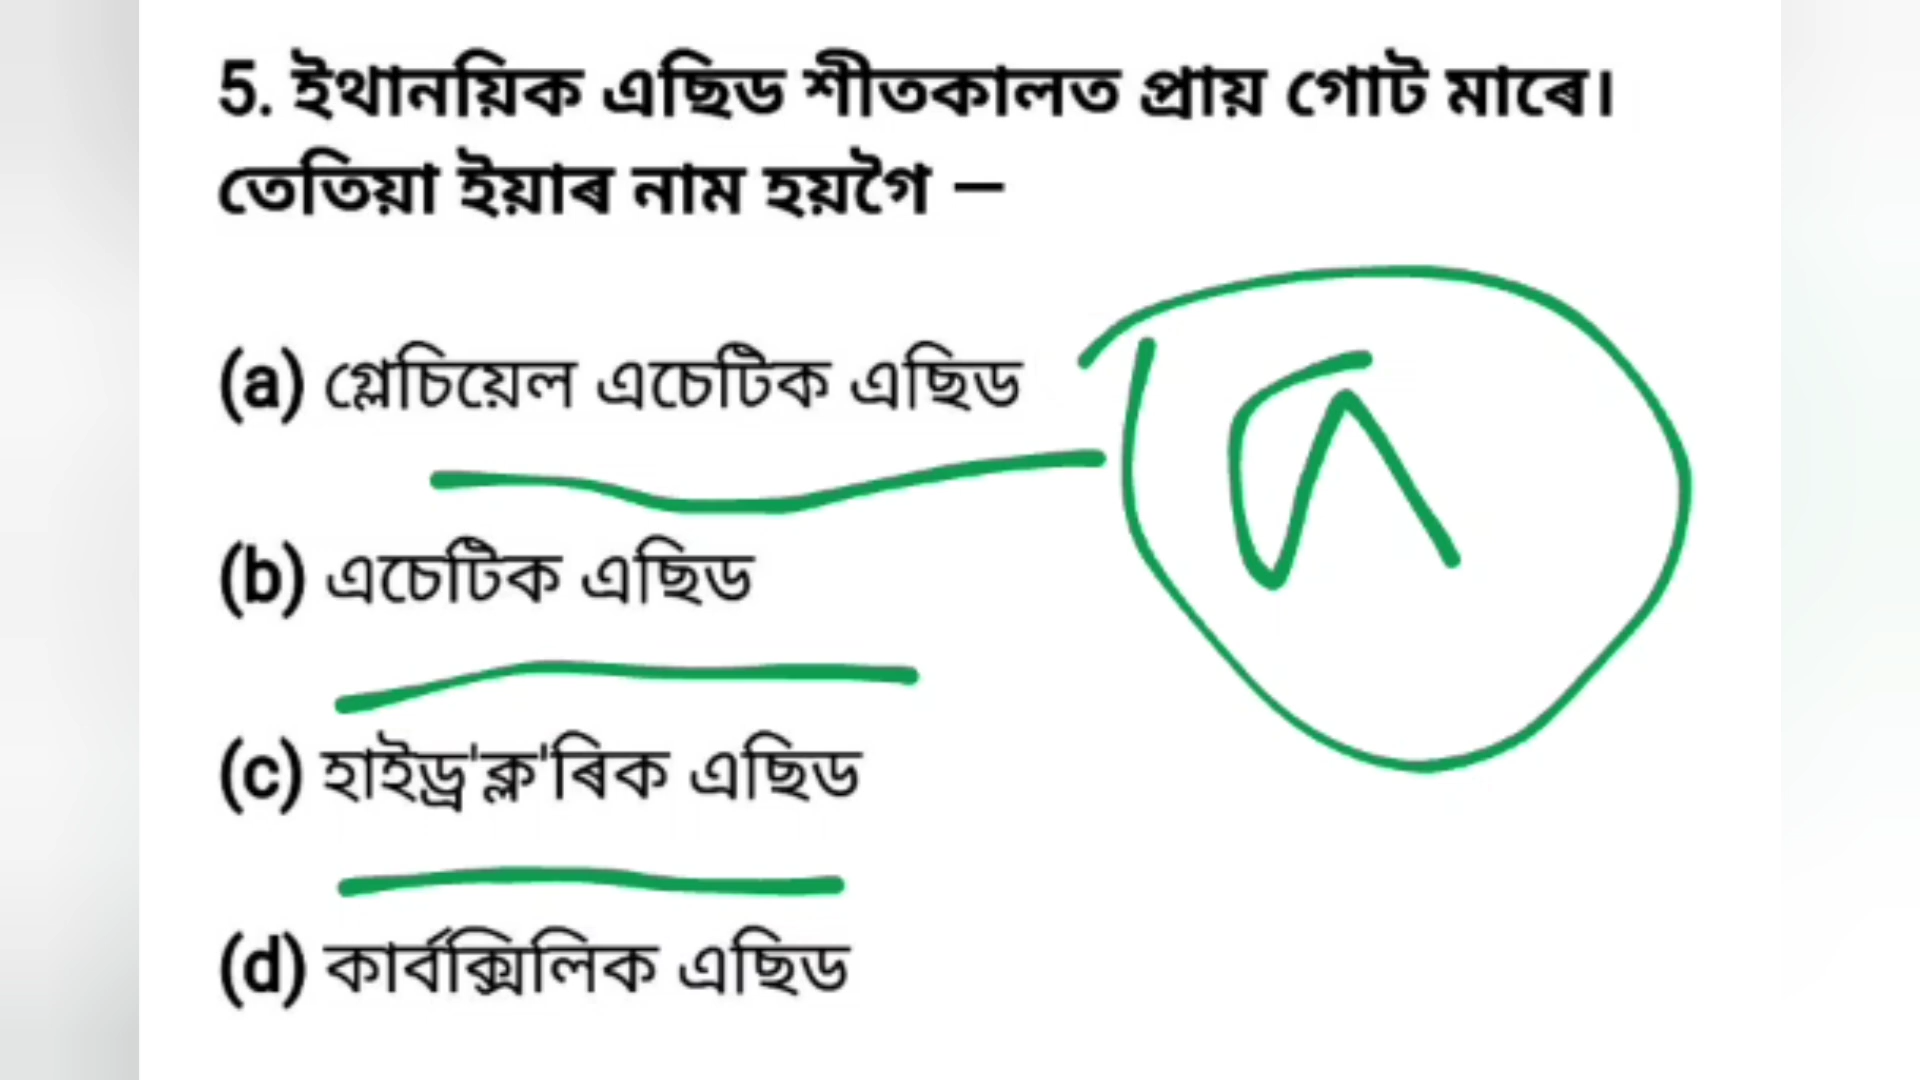 5. ইথানয়িক এছিড শীতকালত প্ৰায় গোট মাৰে।
তেতিয়া ইয়াৰ নাম হয়গৈ –
(a) গ্লেচিয়েল এচেটিক এছিড
(b) এচেটিক এছিড
(c) হাইড্ৰ'ক্ল'ৰিক এছিড
(d) কাৰ্বক্সিলিক এছিড